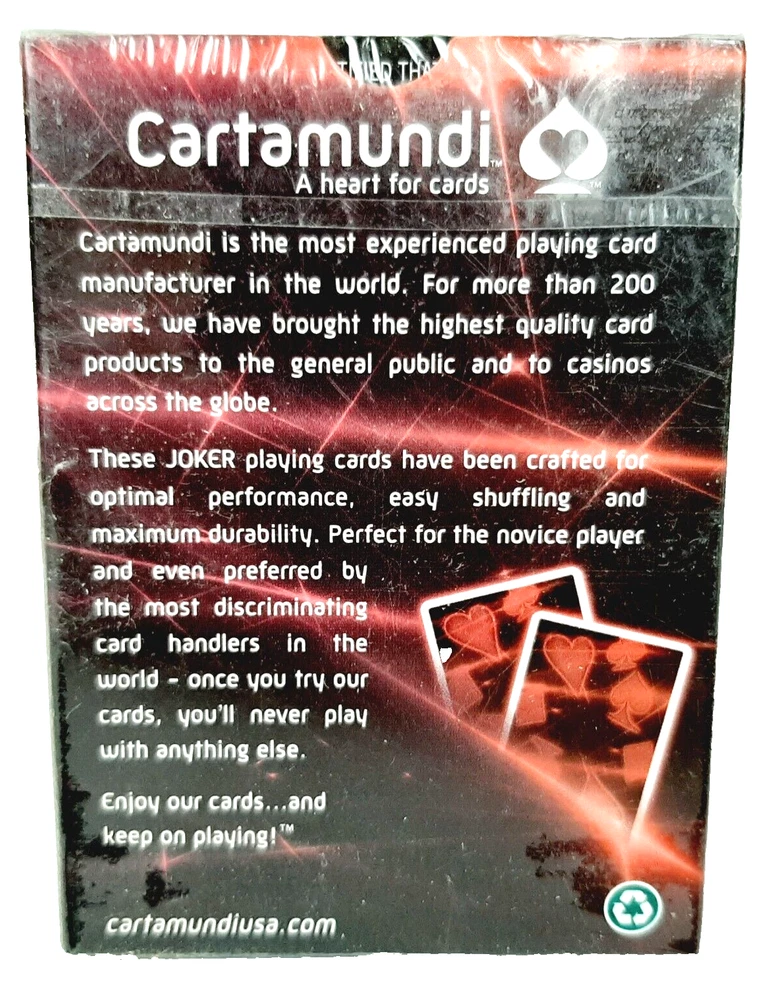 THAT
Cartamundi™
A heart for cards ™
Cartamundi is the most experienced playing card
manufacturer in the world. For more than 200
years, we have brought the highest quality card
products to the general public and to casinos
across the globe.
These JOKER playing cards have been crafted for
optimal performance, easy shuffling and
maximum durability. Perfect for the novice player
and even preferred by
the most discriminating
card handlers in the
world - once you try our
cards, you'll never play
with anything else.
Enjoy our cards...and
keep on playing!™
cartamundiusa.com